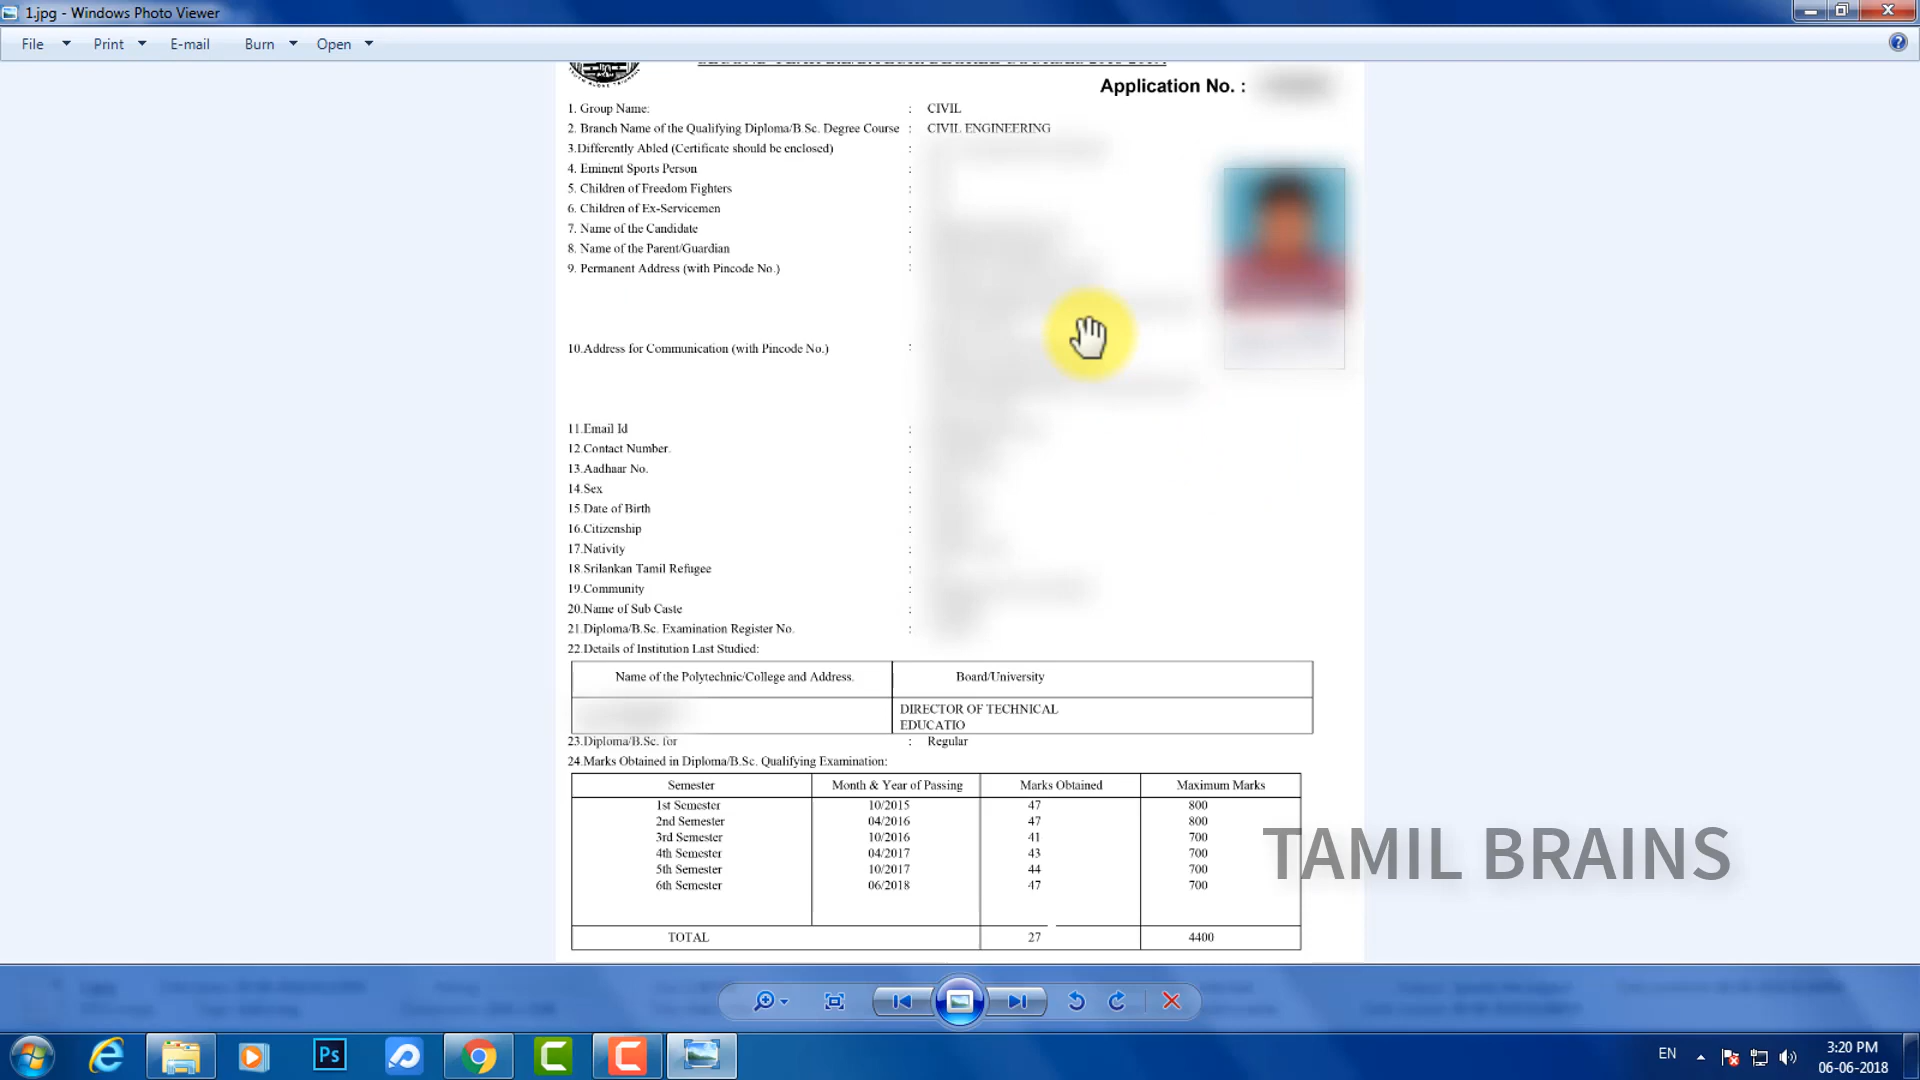 1.jpg - Windows Photo Viewer
File Print E-mail Burn Open
Application No. :
1. Group Name: : CIVIL
2. Branch Name of the Qualifying Diploma/B.Sc. Degree Course : CIVIL ENGINEERING
3.Differently Abled (Certificate should be enclosed) :
4. Eminent Sports Person :
5. Children of Freedom Fighters :
6. Children of Ex-Servicemen :
7. Name of the Candidate :
8. Name of the Parent/Guardian :
9. Permanent Address (with Pincode No.) :
10.Address for Communication (with Pincode No.) :
11.Email Id :
12 Contact Number. :
13.Aadhaar No. :
14.Sex :
15.Date of Birth :
16.Citizenship :
17.Nativity :
18.Srilankan Tamil Refugee :
19.Community :
20.Name of Sub Caste :
21.Diploma/B.Sc. Examination Register No. :
22.Details of Institution Last Studied:
Name of the Polytechnic/College and Address. Board/University
DIRECTOR OF TECHNICAL
EDUCATIO
23.Diploma/B.Sc. for : Regular
24.Marks Obtained in Diploma/B.Sc. Qualifying Examination:
Semester Month & Year of Passing Marks Obtained Maximum Marks
1st Semester 10/2015 47 800
2nd Semester 04/2016 47 800
3rd Semester 10/2016 41 700
4th Semester 04/2017 43 700
5th Semester 10/2017 44 700
6th Semester 06/2018 47 700
TOTAL 27 4400
TAMIL BRAINS
Ps
EN
3:20 PM
06-06-2018